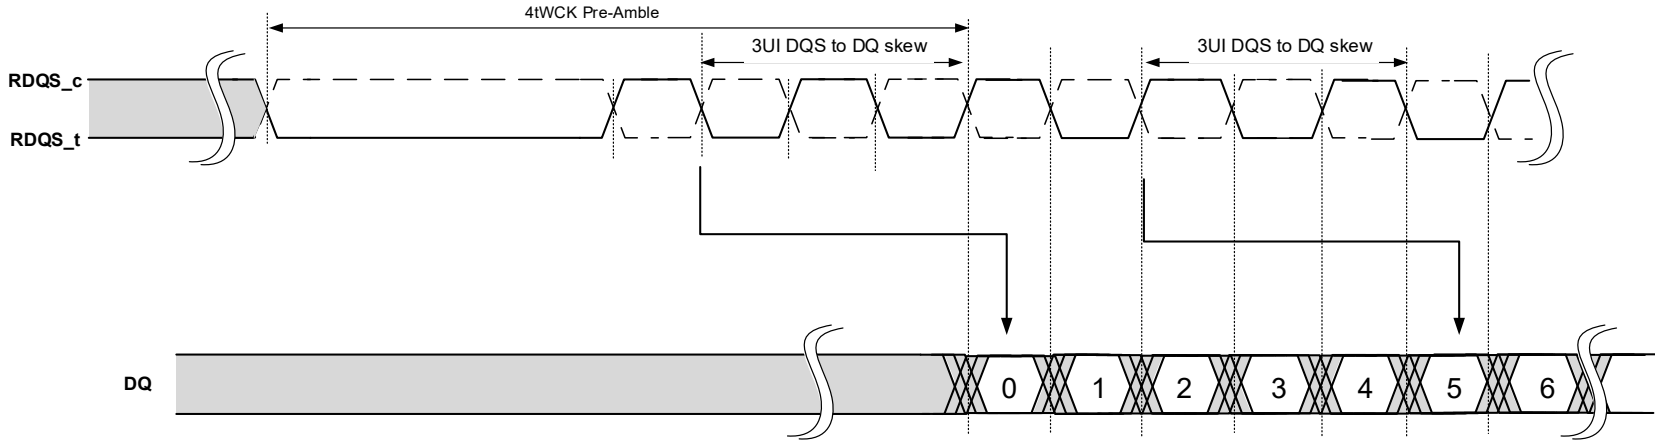 4tWCK Pre-Amble
3UI DQS to DQ skew
3UI DQS to DQ skew
RDQS_c
RDQS_t
DQ
0 1 2 3 4 5 6